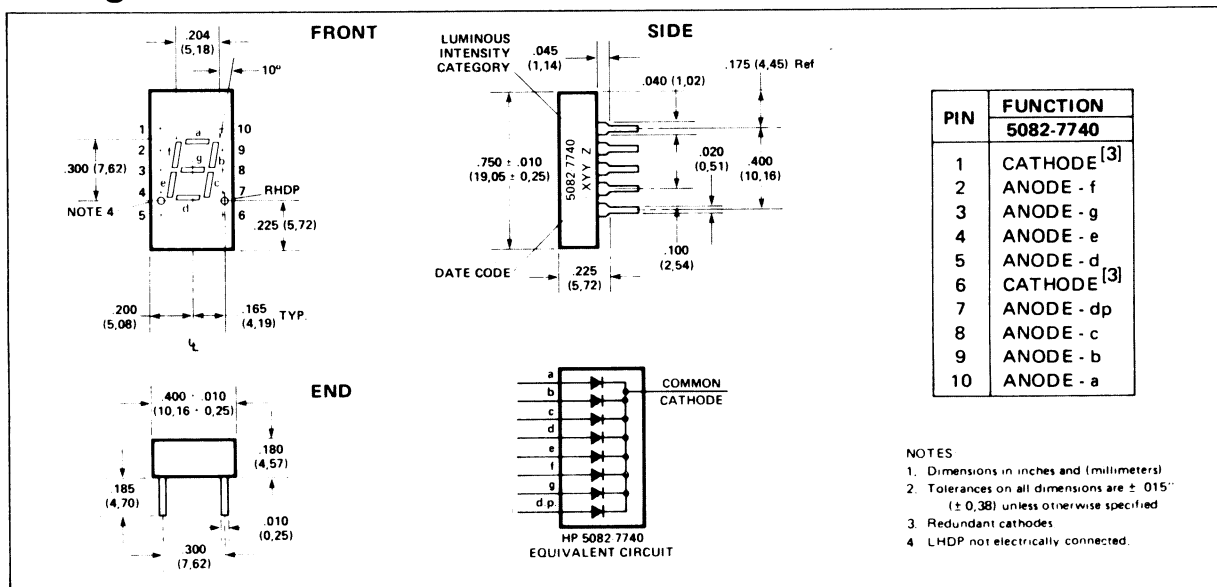 FRONT
.204
(5,18)
10°
1
2
3
4
5
10
9
8
7
6
a
f
g
b
e
c
d
.300 (7,62)
NOTE 4
RHDP
.225 (5,72)
.200
(5,08)
.165
(4,19)
TYP.
SIDE
LUMINOUS
INTENSITY
CATEGORY
.045
(1,14)
.040 (1,02)
.175 (4,45) Ref
.750 ± .010
(19,05 ± 0,25)
5082 7740
XYY Z
.020
(0,51)
.400
(10,16)
.100
(2,54)
DATE CODE
.225
(5,72)
END
.400 · .010
(10,16 · 0,25)
.180
(4,57)
.185
(4,70)
.010
(0,25)
.300
(7,62)
a
b
c
d
e
f
g
d.p.
COMMON
CATHODE
HP 5082 7740
EQUIVALENT CIRCUIT
PIN FUNCTION
5082-7740
1 CATHODE [3]
2 ANODE - f
3 ANODE - g
4 ANODE - e
5 ANODE - d
6 CATHODE [3]
7 ANODE - dp
8 ANODE - c
9 ANODE - b
10 ANODE - a
NOTES
1. Dimensions in inches and (millimeters)
2. Tolerances on all dimensions are ± 015"
(± 0,38) unless otherwise specified
3. Redundant cathodes
4 LHDP not electrically connected.